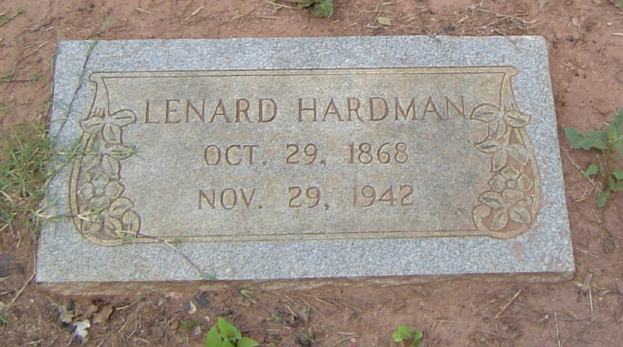 LENARD HARDMAN
OCT. 29, 1868
NOV. 29, 1942